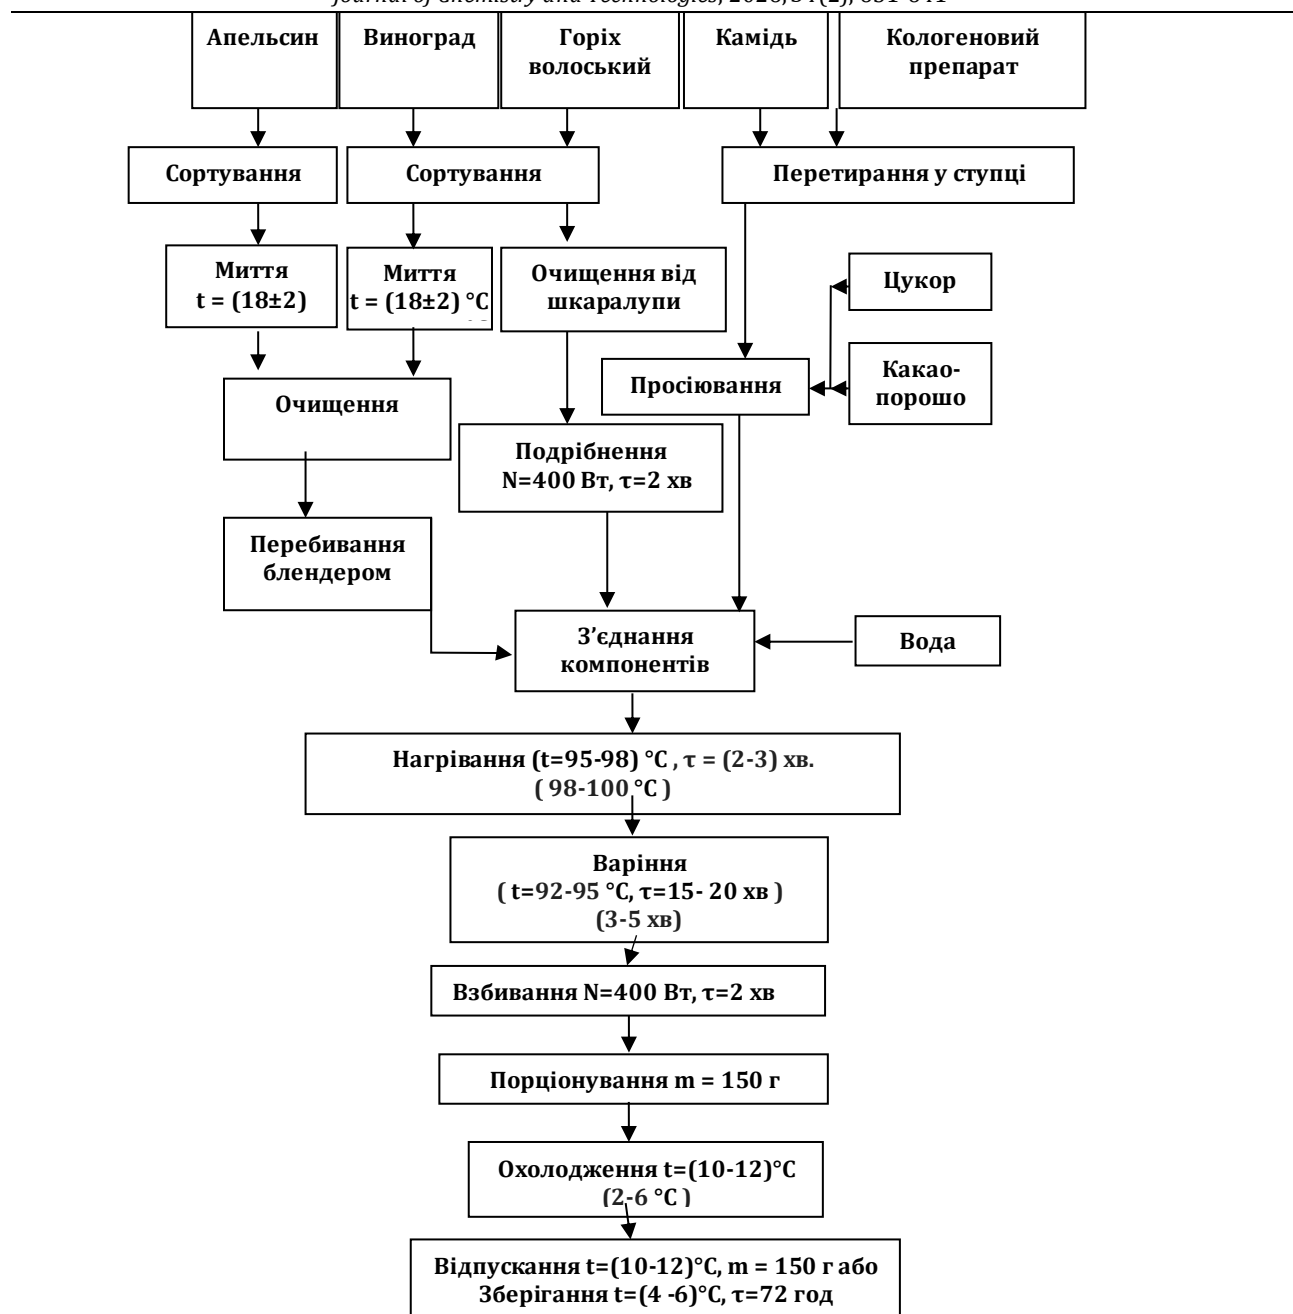 Апельсин
Виноград
Горіх
волоський
Камідь
Кологеновий
препарат
Сортування
Сортування
Перетирання у ступці
Миття
t = (18±2)
Миття
t = (18±2) °C
Очищення від
шкаралупи
Цукор
Просіювання
Какао-
порошо
Очищення
Подрібнення
N=400 Вт, τ=2 хв
Перебивання
блендером
З’єднання
компонентів
Вода
Нагрівання (t=95-98) °C , τ = (2-3) хв.
( 98-100 °C )
Варіння
( t=92-95 °C, τ=15- 20 хв )
(3-5 хв)
Взбивання N=400 Вт, τ=2 хв
Порціонування m = 150 г
Охолодження t=(10-12)°C
(2-6 °C )
Відпускання t=(10-12)°C, m = 150 г або
Зберігання t=(4 -6)°C, τ=72 год